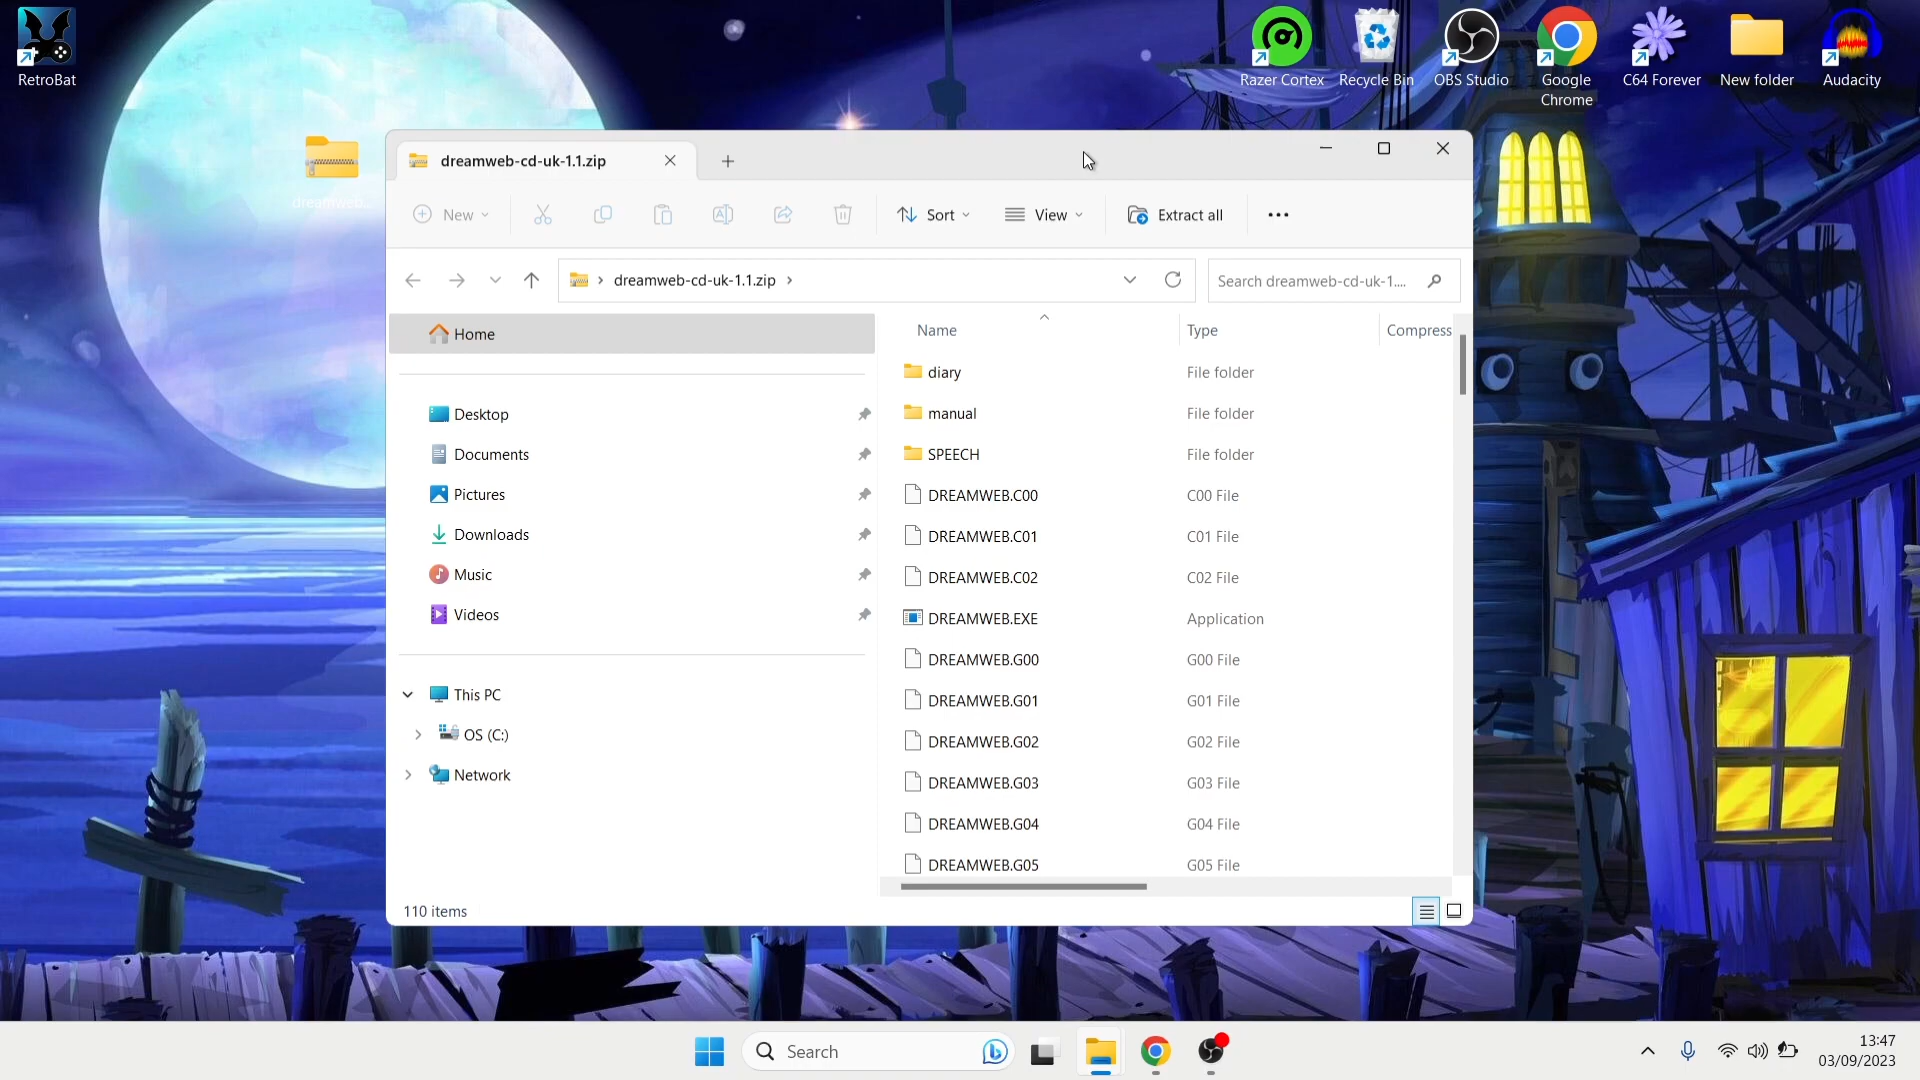 RetroBat
Razer Cortex
Recycle Bin
OBS Studio
Google
Chrome
C64 Forever
New folder
Audacity
dreamweb...
dreamweb-cd-uk-1.1.zip
New
Sort
View
Extract all
dreamweb-cd-uk-1.1.zip
Search dreamweb-cd-uk-1....
Home
Desktop
Documents
Pictures
Downloads
Music
Videos
This PC
OS (C:)
Network
Name Type Compress
diary File folder
manual File folder
SPEECH File folder
DREAMWEB.C00 C00 File
DREAMWEB.C01 C01 File
DREAMWEB.C02 C02 File
DREAMWEB.EXE Application
DREAMWEB.G00 G00 File
DREAMWEB.G01 G01 File
DREAMWEB.G02 G02 File
DREAMWEB.G03 G03 File
DREAMWEB.G04 G04 File
DREAMWEB.G05 G05 File
110 items
Search
13:47
03/09/2023